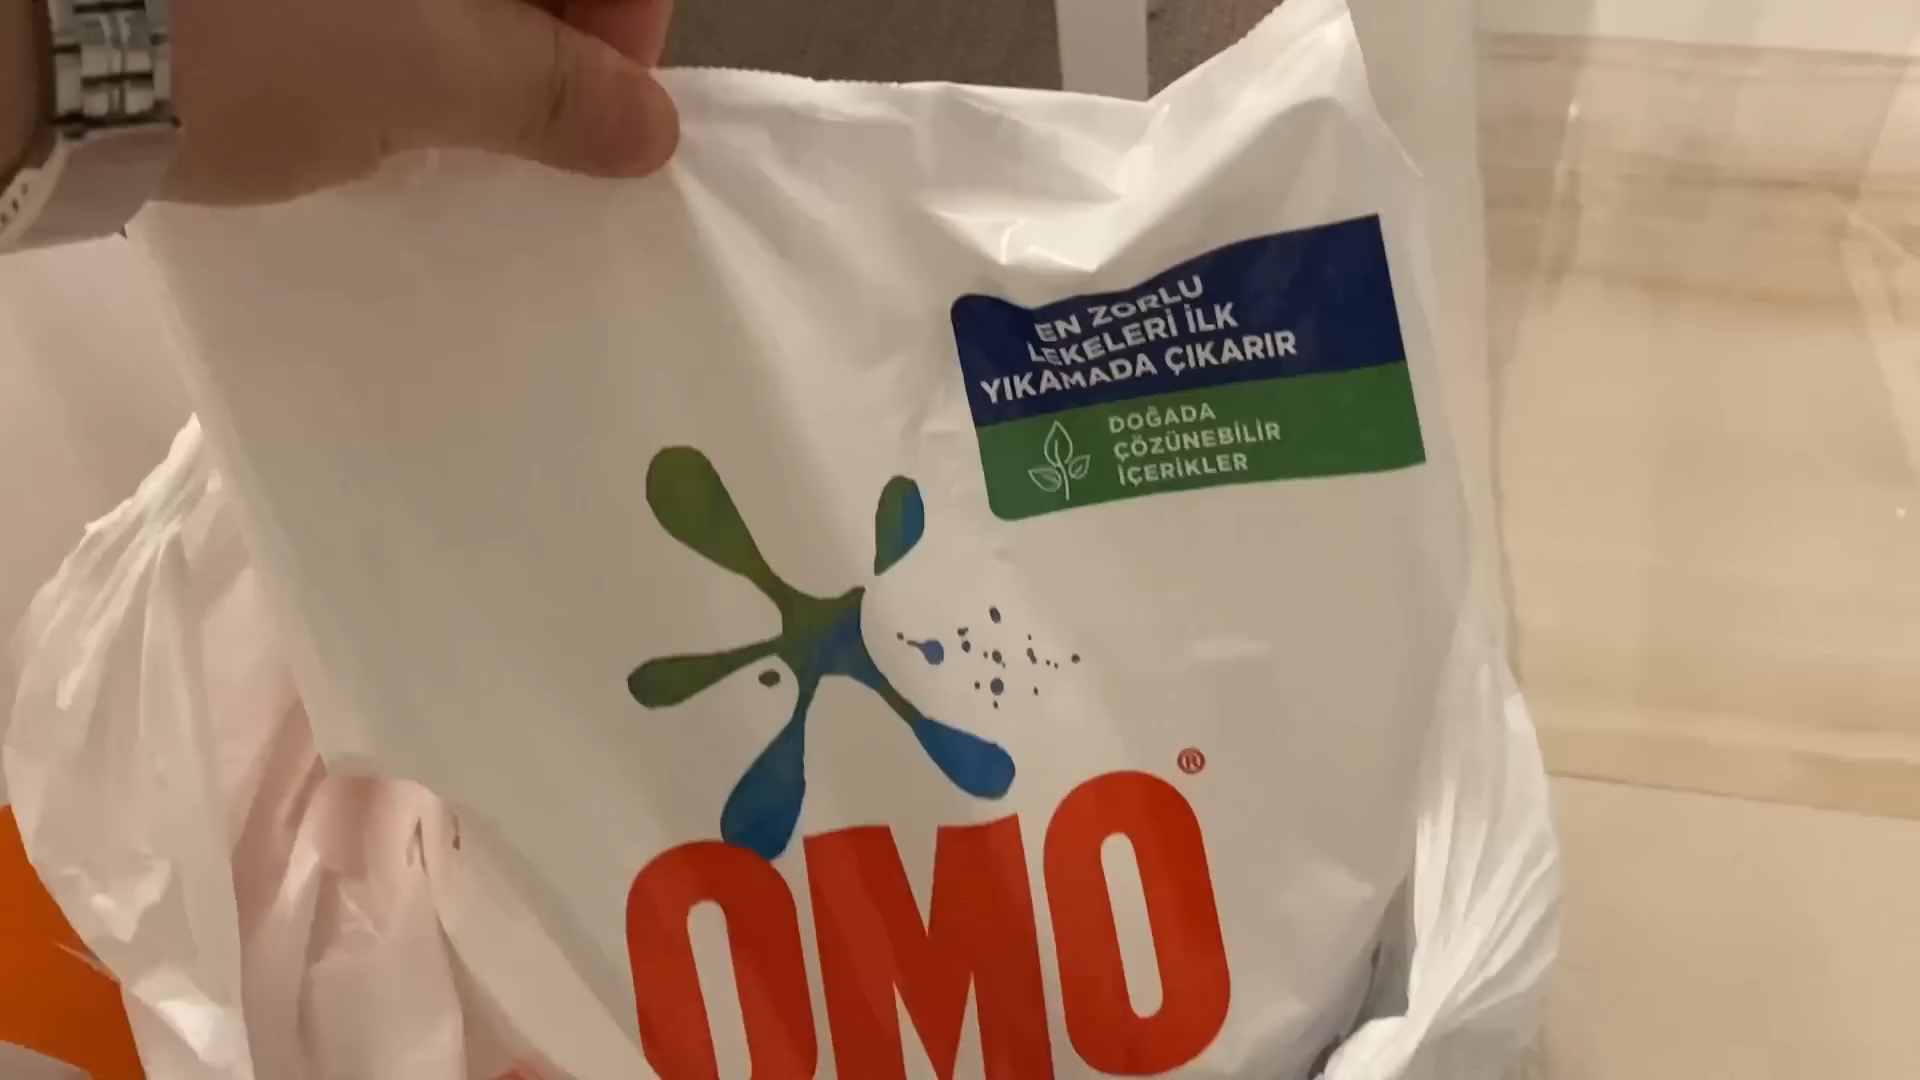 EN ZORLU
LEKELERİ İLK
YIKAMADA ÇIKARIR
DOĞADA
ÇÖZÜNEBİLİR
İÇERİKLER
®
OMO